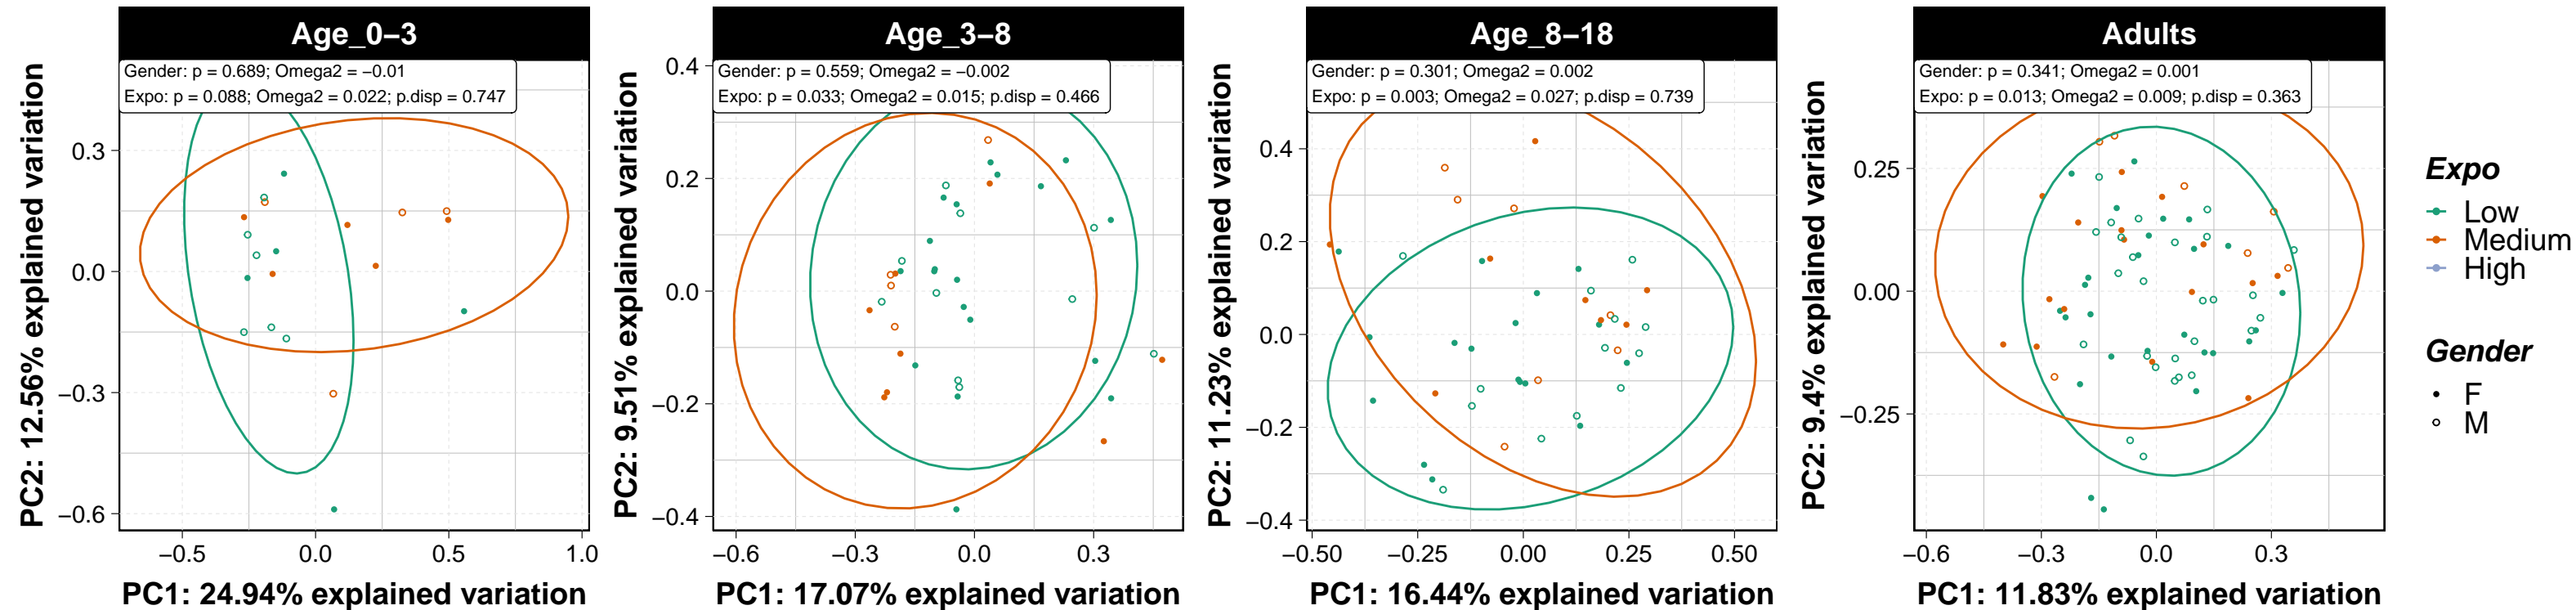 Age_0–3
Gender: p = 0.689; Omega2 = −0.01
Expo: p = 0.088; Omega2 = 0.022; p.disp = 0.747
PC2: 12.56% explained variation
0.3
0.0
−0.3
−0.6
−0.5
0.0
0.5
1.0
PC1: 24.94% explained variation
Age_3–8
Gender: p = 0.559; Omega2 = −0.002
Expo: p = 0.033; Omega2 = 0.015; p.disp = 0.466
PC2: 9.51% explained variation
0.4
0.2
0.0
−0.2
−0.4
−0.6
−0.3
0.0
0.3
PC1: 17.07% explained variation
Age_8–18
Gender: p = 0.301; Omega2 = 0.002
Expo: p = 0.003; Omega2 = 0.027; p.disp = 0.739
PC2: 11.23% explained variation
0.4
0.2
0.0
−0.2
−0.4
−0.50
−0.25
0.00
0.25
0.50
PC1: 16.44% explained variation
Adults
Gender: p = 0.341; Omega2 = 0.001
Expo: p = 0.013; Omega2 = 0.009; p.disp = 0.363
PC2: 9.4% explained variation
0.25
0.00
−0.25
−0.6
−0.3
0.0
0.3
PC1: 11.83% explained variation
Expo
Low
Medium
High
Gender
F
M